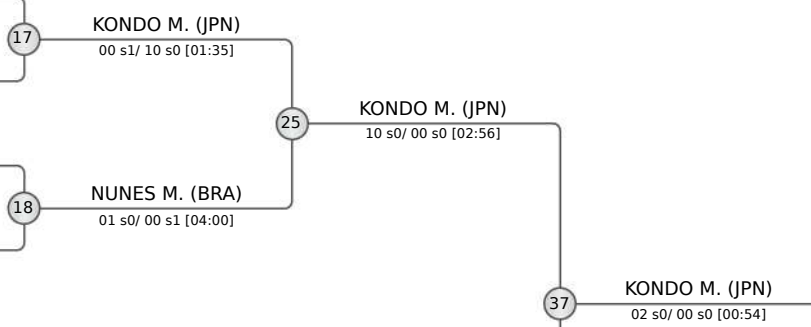 17
KONDO M. (JPN)
00 s1/ 10 s0 [01:35]
25
KONDO M. (JPN)
10 s0/ 00 s0 [02:56]
18
NUNES M. (BRA)
01 s0/ 00 s1 [04:00]
37
KONDO M. (JPN)
02 s0/ 00 s0 [00:54]